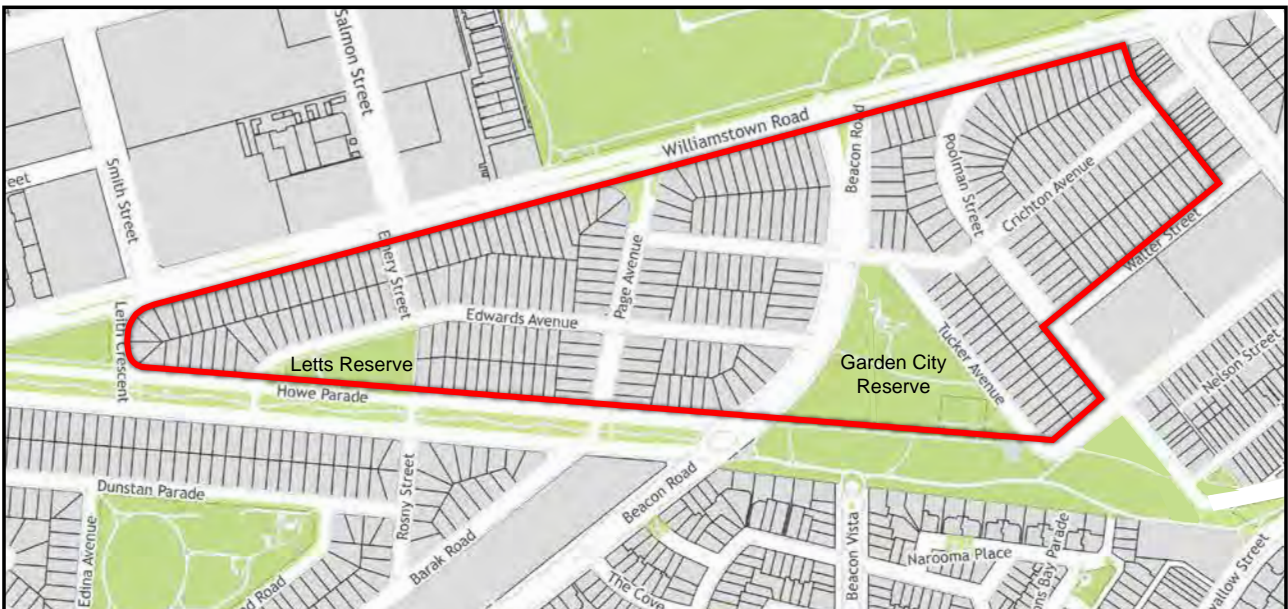 Salmon Street
Williamstown Road
Beacon Road
Poolman Street
Crichton Avenue
Walter Street
Smith Street
eet
Emery Street
Page Avenue
Leith Crescent
Edwards Avenue
Letts Reserve
Garden City
Reserve
Tucker Avenue
Nelson Street
Howe Parade
Dunstan Parade
Rosny Street
Beacon Road
Barak Road
Edina Avenue
Beacon Vista
Narooma Place
The Cove